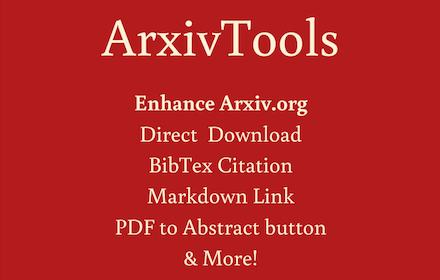 ArxivTools
Enhance Arxiv.org
Direct Download
BibTex Citation
Markdown Link
PDF to Abstract button
& More!